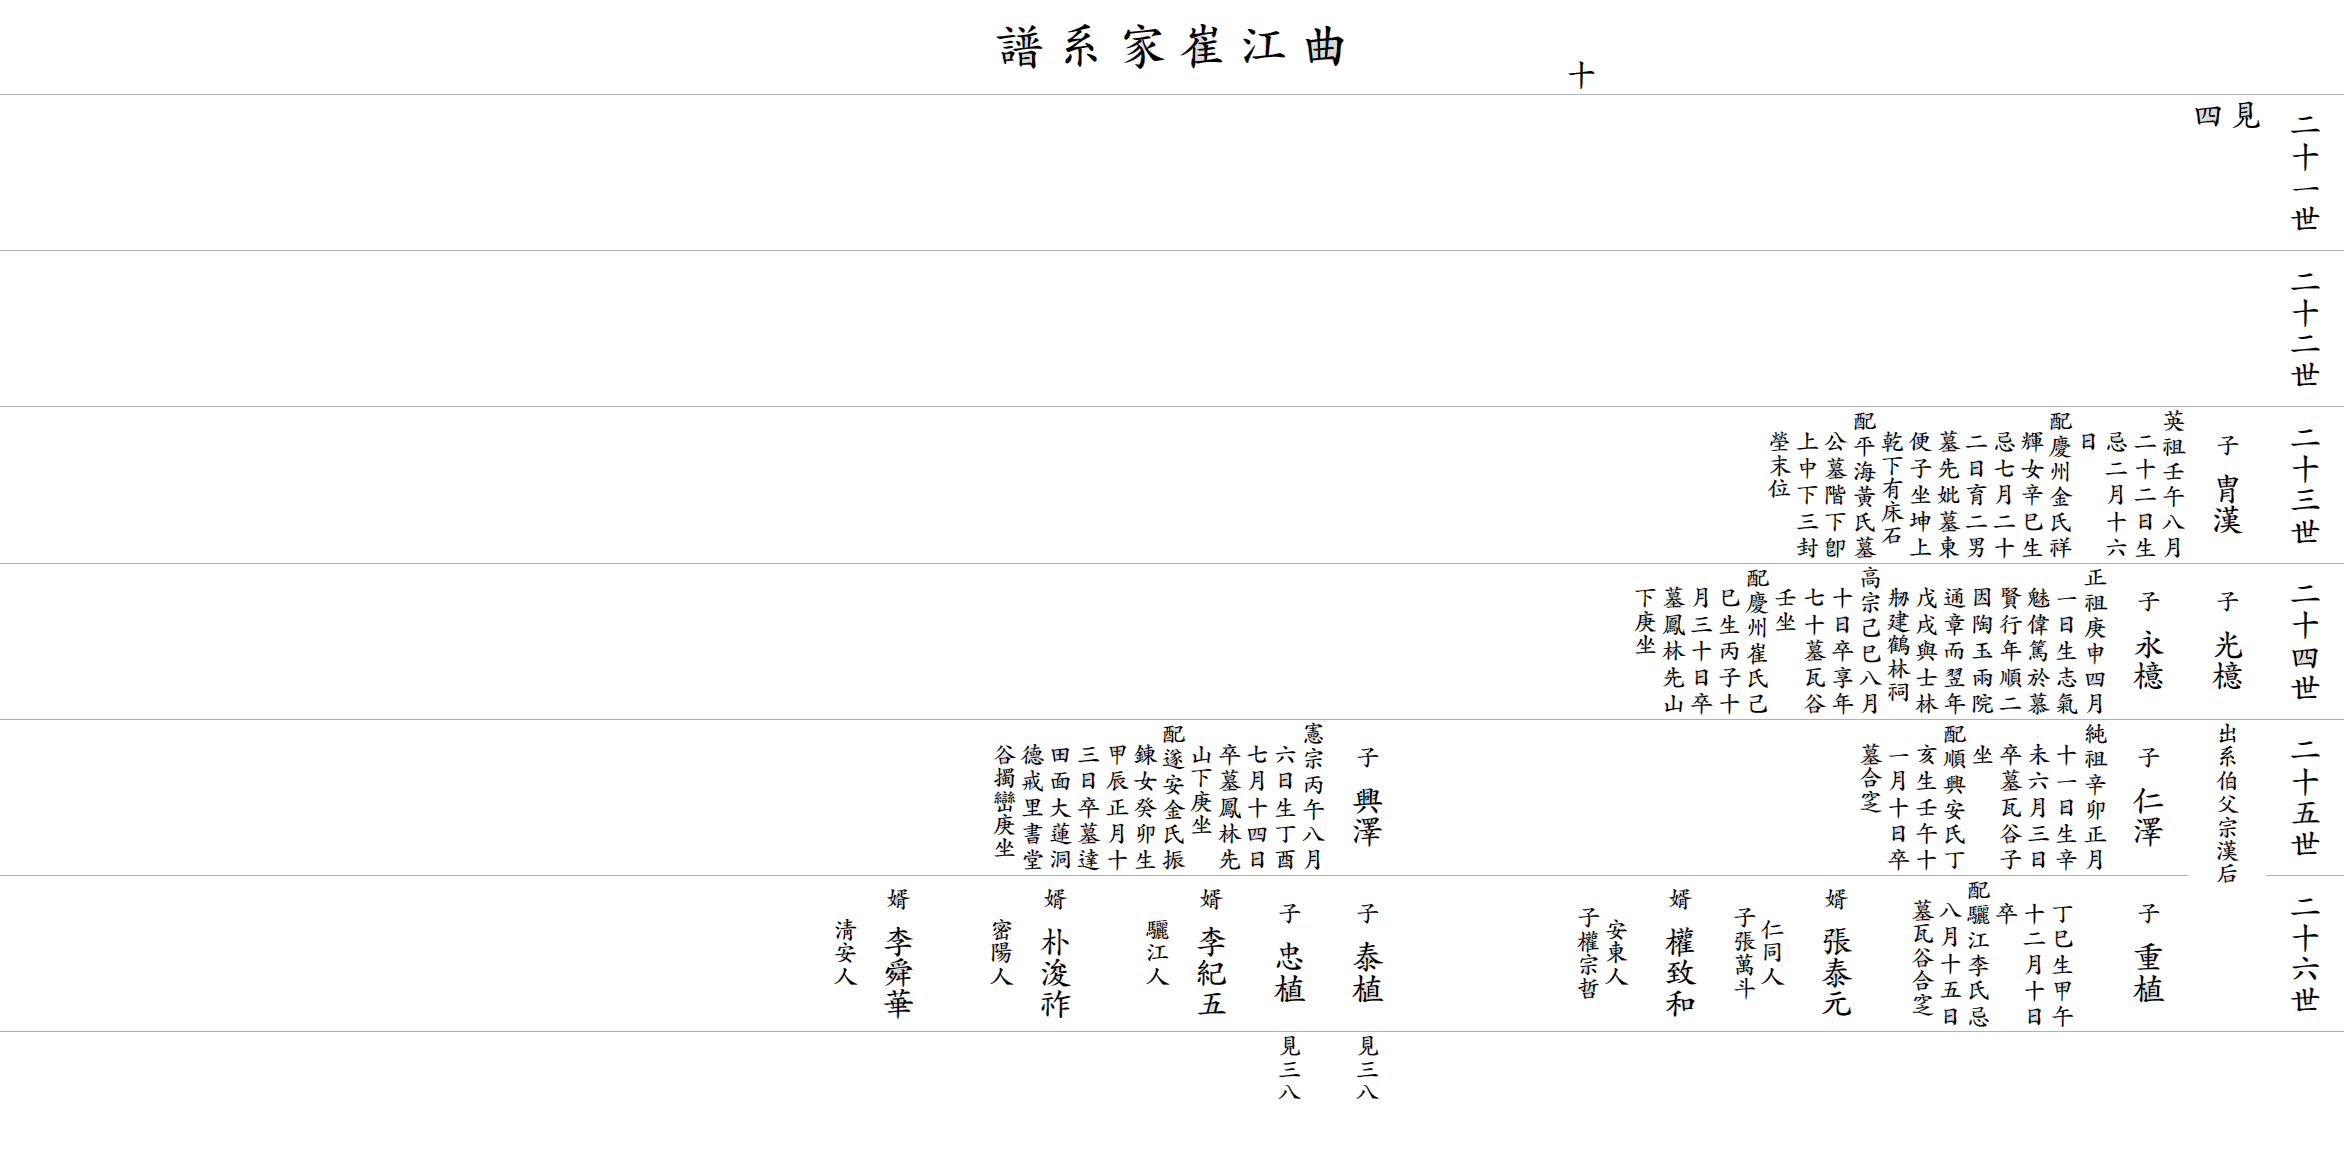 曲江崔家系譜
十
二十一世
見
四
二十二世
二十三世
子 冑漢
英祖壬午八月
二十二日生
忌二月十六
日
配慶州金氏祥
輝女辛巳生
忌七月二十
二日育二男
墓先妣墓東
便子坐坤上
乾下有床石
配平海黃氏墓
公墓階下卽
上中下三封
塋末位
二十四世
子 光檍
子 永檍
正祖庚申四月
一日生志氣
魅偉篤於慕
賢行年順二
因陶玉兩院
通章而翌年
戊戌與士林
刱建鶴林祠
高宗己巳八月
十日卒享年
七十墓瓦谷
壬坐
配慶州崔氏己
巳生丙子十
月三十日卒
墓鳳林先山
下庚坐
二十五世
出系伯父宗漢后
子 仁澤
純祖辛卯正月
十一日生辛
未六月三日
卒墓瓦谷子
坐
配順興安氏丁
亥生壬午十
一月十日卒
墓合窆
子 興澤
憲宗丙午八月
六日生丁酉
七月十四日
卒墓鳳林先
山下庚坐
配遂安金氏振
鍊女癸卯生
甲辰正月十
三日卒墓達
田面大蓮洞
德戒里書堂
谷擉巒庚坐
二十六世
子 重植
丁巳生甲午
十二月十日
卒
配驪江李氏忌
八月十五日
墓瓦谷合窆
婿 張泰元
仁同人
子張萬斗
婿 權致和
安東人
子權宗哲
子 泰植
見三八
子 忠植
見三八
婿 李紀五
驪江人
婿 朴浚祚
密陽人
婿 李舜華
清安人